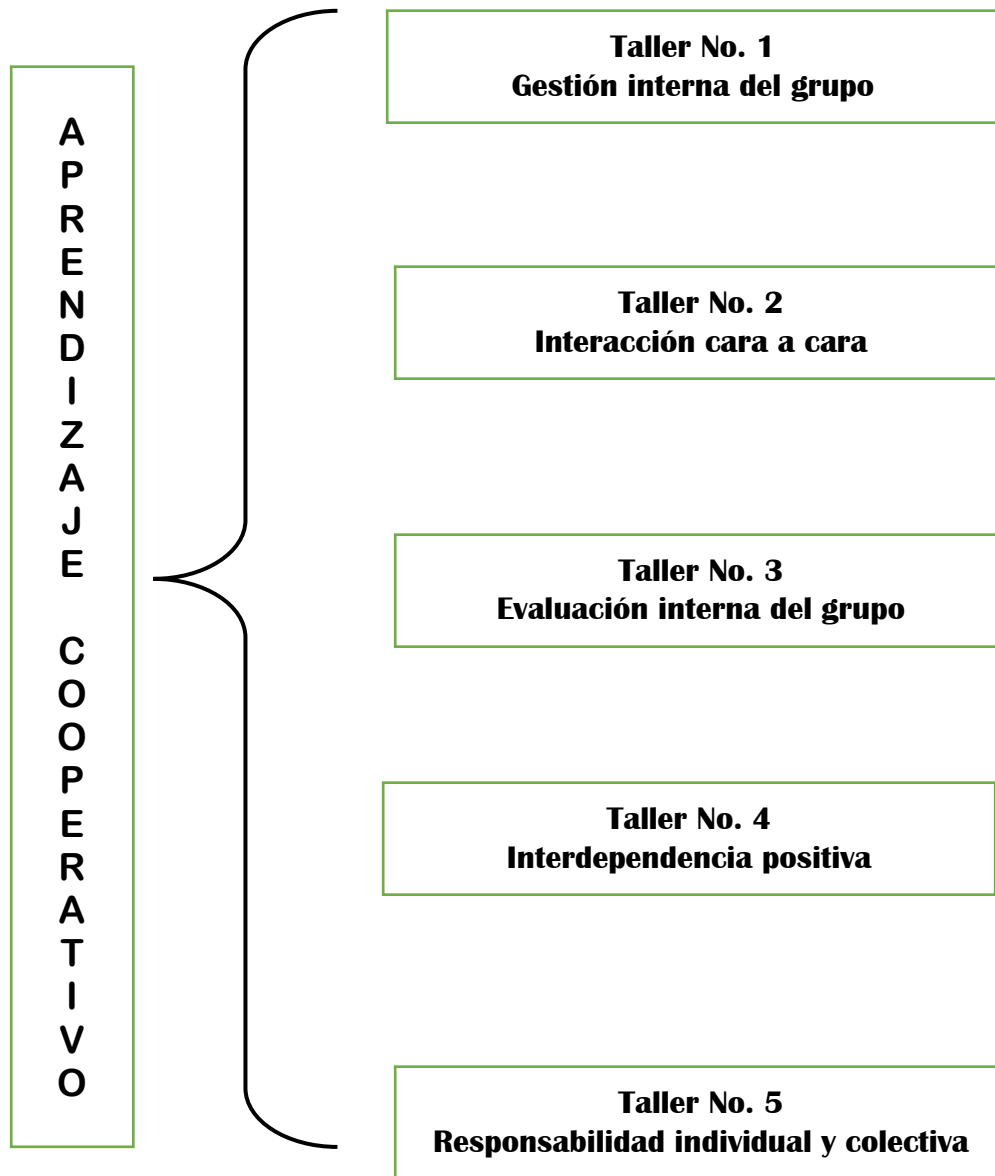 APRENDIZAJE COOPERATIVO
Taller No. 1
Gestión interna del grupo
Taller No. 2
Interacción cara a cara
Taller No. 3
Evaluación interna del grupo
Taller No. 4
Interdependencia positiva
Taller No. 5
Responsabilidad individual y colectiva